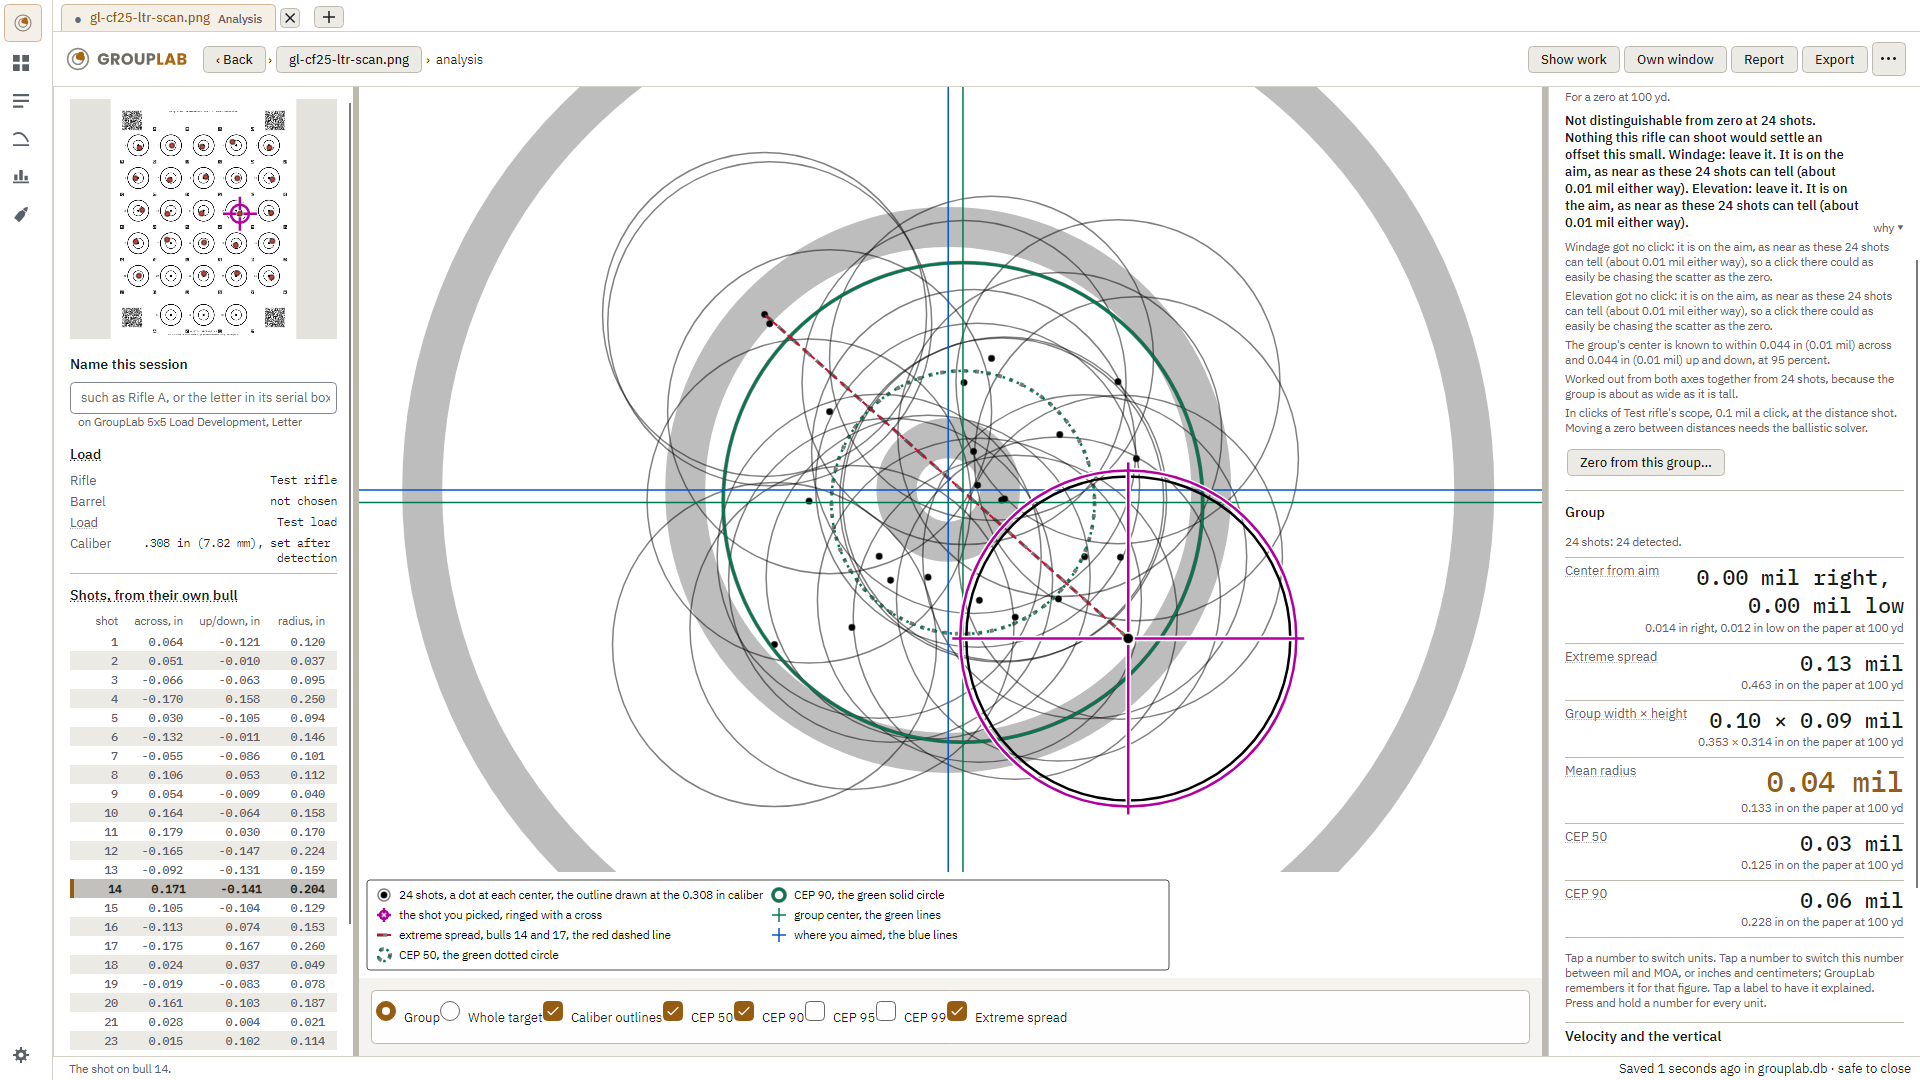 gl-cf25-ltr-scan.png Analysis
GROUPLAB
‹ Back › gl-cf25-ltr-scan.png › analysis
Show work
Own window
Report
Export
Name this session
such as Rifle A, or the letter in its serial box
on GroupLab 5x5 Load Development, Letter
Load
Rifle Test rifle
Barrel not chosen
Load Test load
Caliber .308 in (7.82 mm), set after
detection
Shots, from their own bull
shot across, in up/down, in radius, in
1 0.064 -0.121 0.120
2 0.051 -0.010 0.037
3 -0.066 -0.063 0.095
4 -0.170 0.158 0.250
5 0.030 -0.105 0.094
6 -0.132 -0.011 0.146
7 -0.055 -0.086 0.101
8 0.106 0.053 0.112
9 0.054 -0.009 0.040
10 0.164 -0.064 0.158
11 0.179 0.030 0.170
12 -0.165 -0.147 0.224
13 -0.092 -0.131 0.159
14 0.171 -0.141 0.204
15 0.105 -0.104 0.129
16 -0.113 0.074 0.153
17 -0.175 0.167 0.260
18 0.024 0.037 0.049
19 -0.019 -0.083 0.078
20 0.161 0.103 0.187
21 0.028 0.004 0.021
23 0.015 0.102 0.114
24 shots, a dot at each center, the outline drawn at the 0.308 in caliber
the shot you picked, ringed with a cross
extreme spread, bulls 14 and 17, the red dashed line
CEP 50, the green dotted circle
CEP 90, the green solid circle
group center, the green lines
where you aimed, the blue lines
Group Whole target Caliber outlines CEP 50 CEP 90 CEP 95 CEP 99 Extreme spread
For a zero at 100 yd.
Not distinguishable from zero at 24 shots.
Nothing this rifle can shoot would settle an
offset this small. Windage: leave it. It is on the
aim, as near as these 24 shots can tell (about
0.01 mil either way). Elevation: leave it. It is on
the aim, as near as these 24 shots can tell (about
0.01 mil either way).
why ▾
Windage got no click: it is on the aim, as near as these 24 shots
can tell (about 0.01 mil either way), so a click there could as
easily be chasing the scatter as the zero.
Elevation got no click: it is on the aim, as near as these 24 shots
can tell (about 0.01 mil either way), so a click there could as
easily be chasing the scatter as the zero.
The group's center is known to within 0.044 in (0.01 mil) across
and 0.044 in (0.01 mil) up and down, at 95 percent.
Worked out from both axes together from 24 shots, because the
group is about as wide as it is tall.
In clicks of Test rifle's scope, 0.1 mil a click, at the distance shot.
Moving a zero between distances needs the ballistic solver.
Zero from this group...
Group
24 shots: 24 detected.
Center from aim 0.00 mil right,
0.00 mil low
0.014 in right, 0.012 in low on the paper at 100 yd
Extreme spread 0.13 mil
0.463 in on the paper at 100 yd
Group width × height 0.10 × 0.09 mil
0.353 × 0.314 in on the paper at 100 yd
Mean radius 0.04 mil
0.133 in on the paper at 100 yd
CEP 50 0.03 mil
0.125 in on the paper at 100 yd
CEP 90 0.06 mil
0.228 in on the paper at 100 yd
Tap a number to switch units. Tap a number to switch this number
between mil and MOA, or inches and centimeters; GroupLab
remembers it for that figure. Tap a label to have it explained.
Press and hold a number for every unit.
Velocity and the vertical
The shot on bull 14.
Saved 1 seconds ago in grouplab.db · safe to close